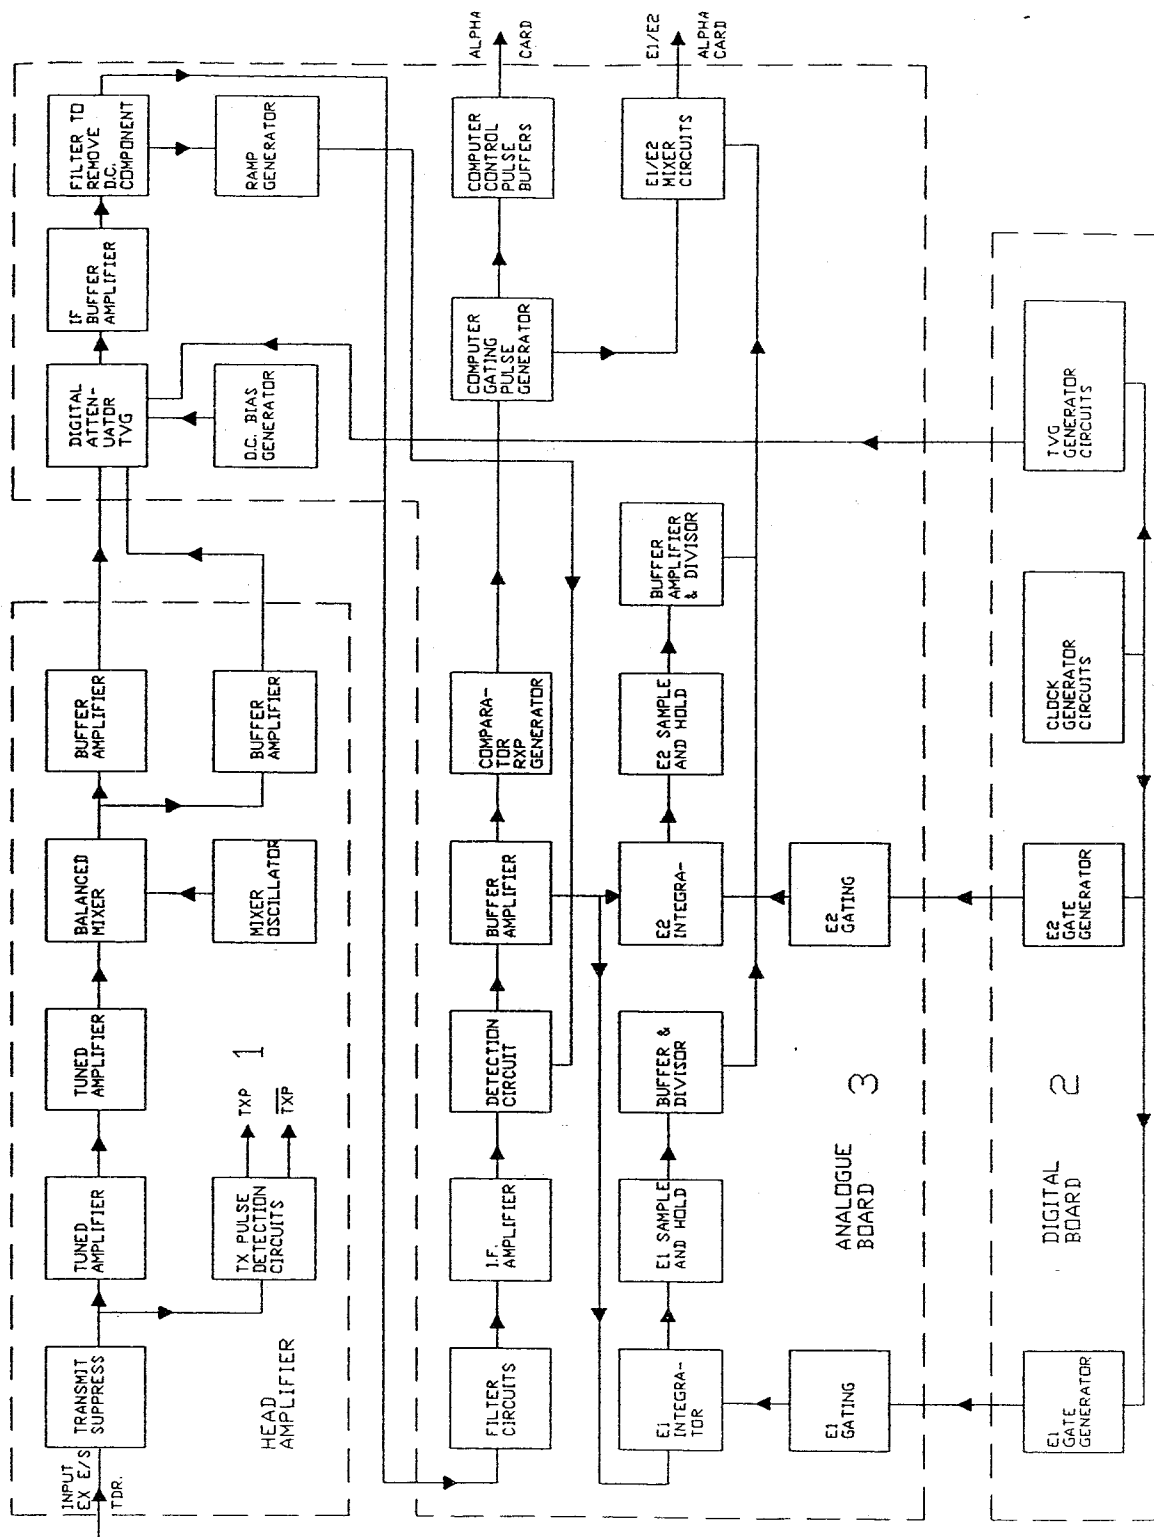 INPUT
EX E/S
TDR.
TRANSMIT
SUPPRESS
TUNED
AMPLIFIER
TUNED
AMPLIFIER
BALANCED
MIXER
BUFFER
AMPLIFIER
DIGITAL
ATTEN-
UATOR
TVG
IF
BUFFER
AMPLIFIER
FILTER TO
REMOVE
D.C.
COMPONENT
HEAD
AMPLIFIER
TX PULSE
DETECTION
CIRCUITS
TXP
TXP
1
MIXER
OSCILLATOR
BUFFER
AMPLIFIER
D.C. BIAS
GENERATOR
RAMP
GENERATOR
FILTER
CIRCUITS
I.F.
AMPLIFIER
DETECTION
CIRCUIT
BUFFER
AMPLIFIER
COMPARA-
TOR
RXP
GENERATOR
COMPUTER
GATING
PULSE
GENERATOR
COMPUTER
CONTROL
PULSE
BUFFERS
ALPHA
CARD
E1
INTEGRA-
TOR
E1 SAMPLE
AND HOLD
BUFFER &
DIVISOR
E2
INTEGRA-
E2 SAMPLE
AND HOLD
BUFFER
AMPLIFIER
& DIVISOR
E1/E2
MIXER
CIRCUITS
E1/E2
ALPHA
CARD
E1
GATING
ANALOGUE
BOARD
3
E2
GATING
E1
GATE
GENERATOR
DIGITAL
BOARD
2
E2
GATE
GENERATOR
CLOCK
GENERATOR
CIRCUITS
TVG
GENERATOR
CIRCUITS